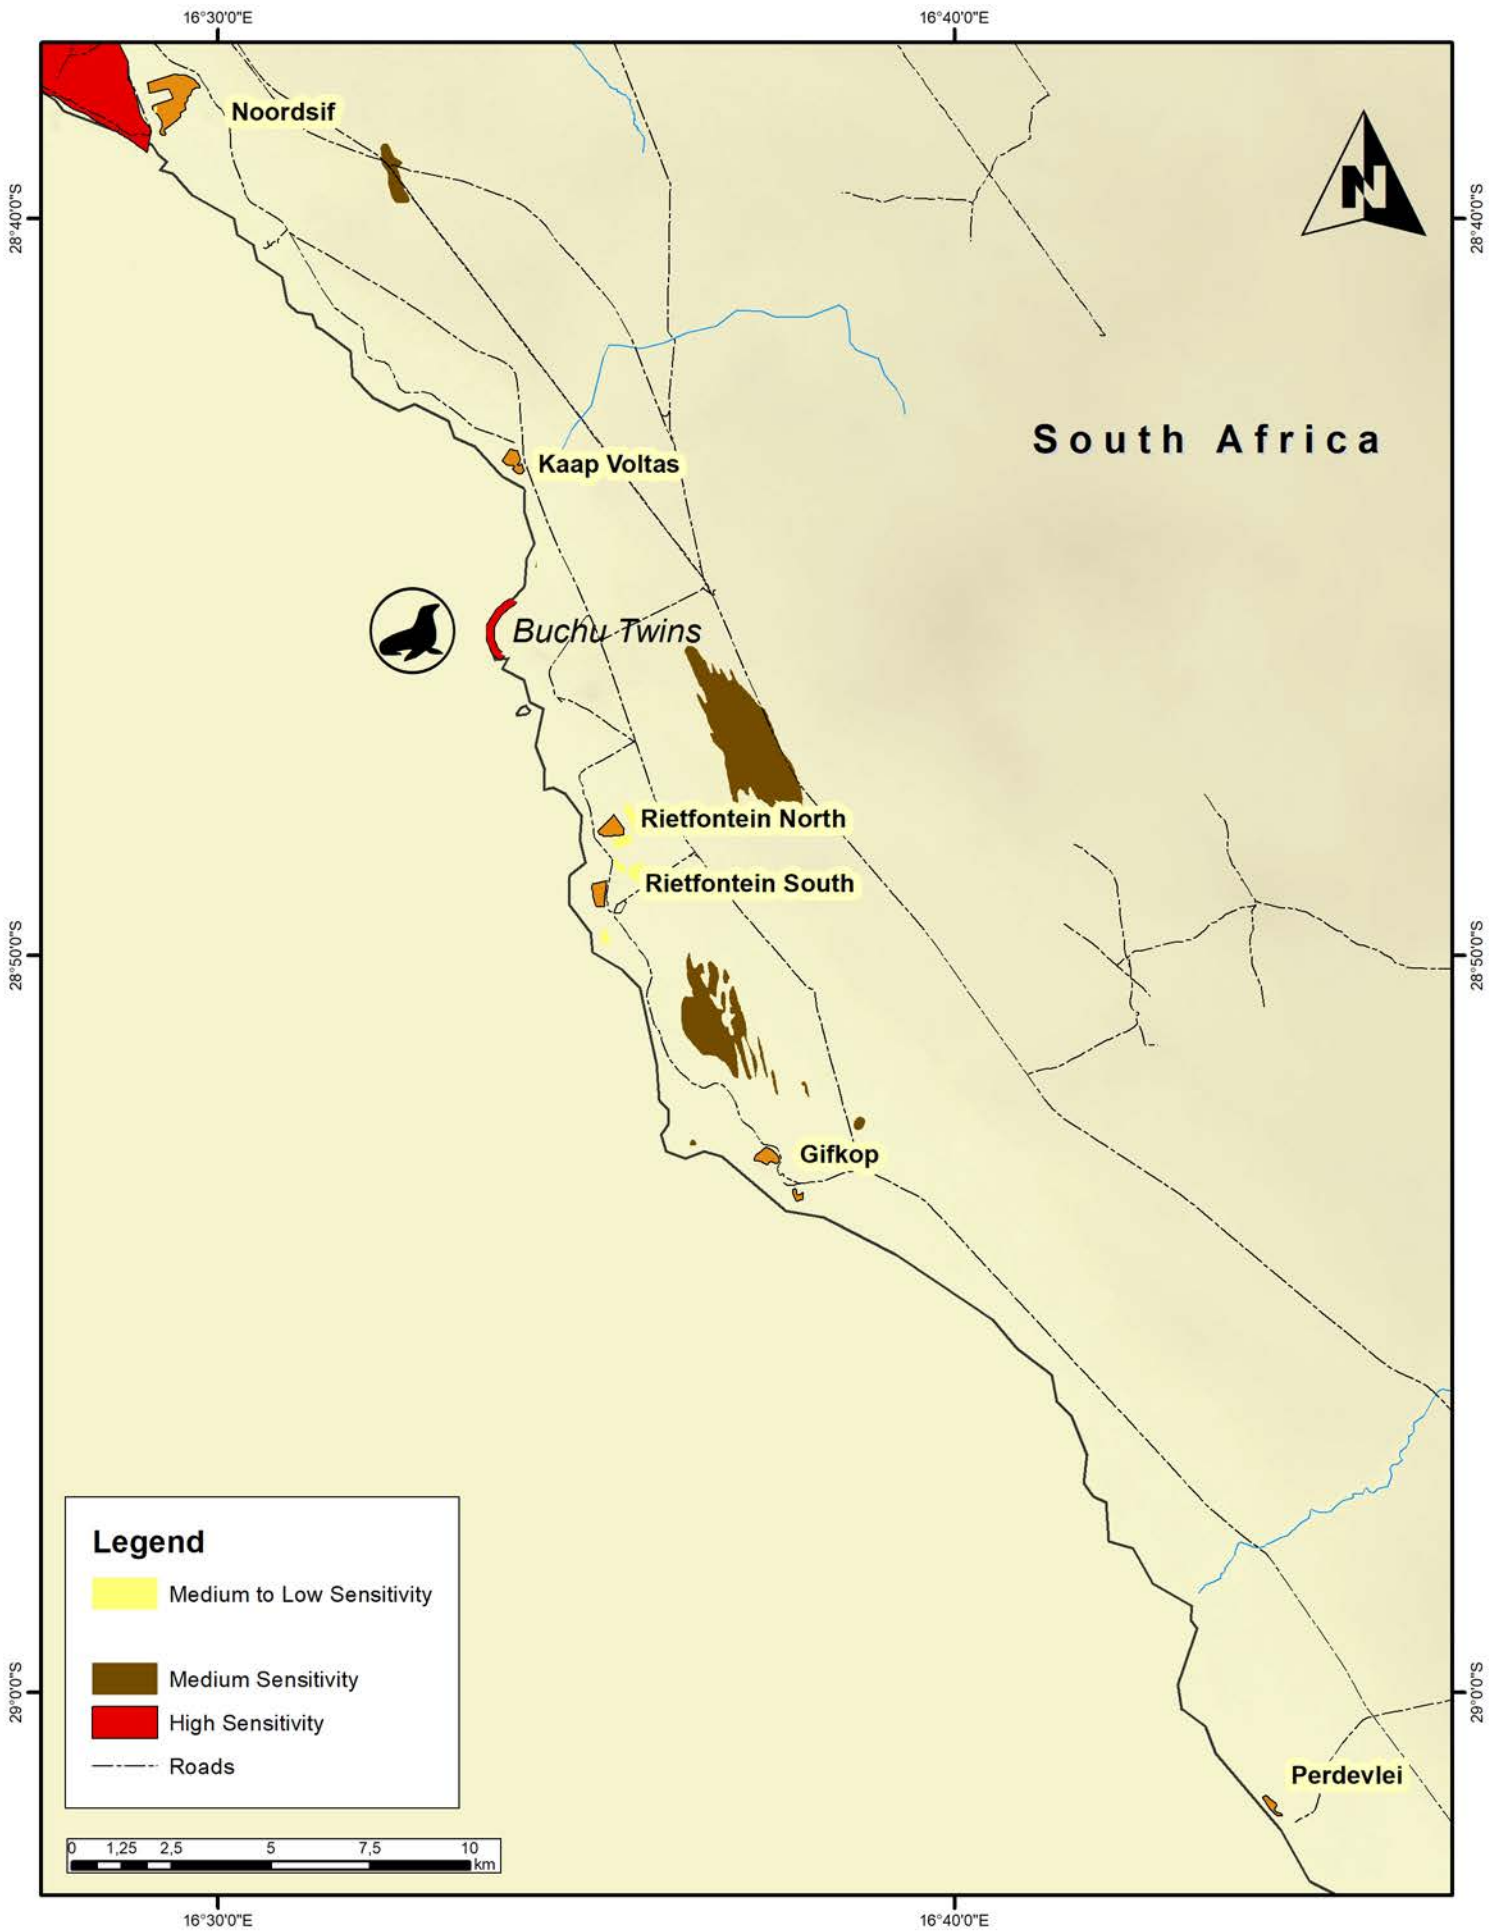 16°30'0"E
16°40'0"E
Noordsif
N
28°40'0"S
28°40'0"S
South Africa
Kaap Voltas
Buchu Twins
Rietfontein North
Rietfontein South
28°50'0"S
28°50'0"S
Gifkop
Legend
Medium to Low Sensitivity
Medium Sensitivity
High Sensitivity
Roads
29°0'0"S
29°0'0"S
Perdevlei
0 1,25 2,5 5 7,5 10
km
16°30'0"E
16°40'0"E